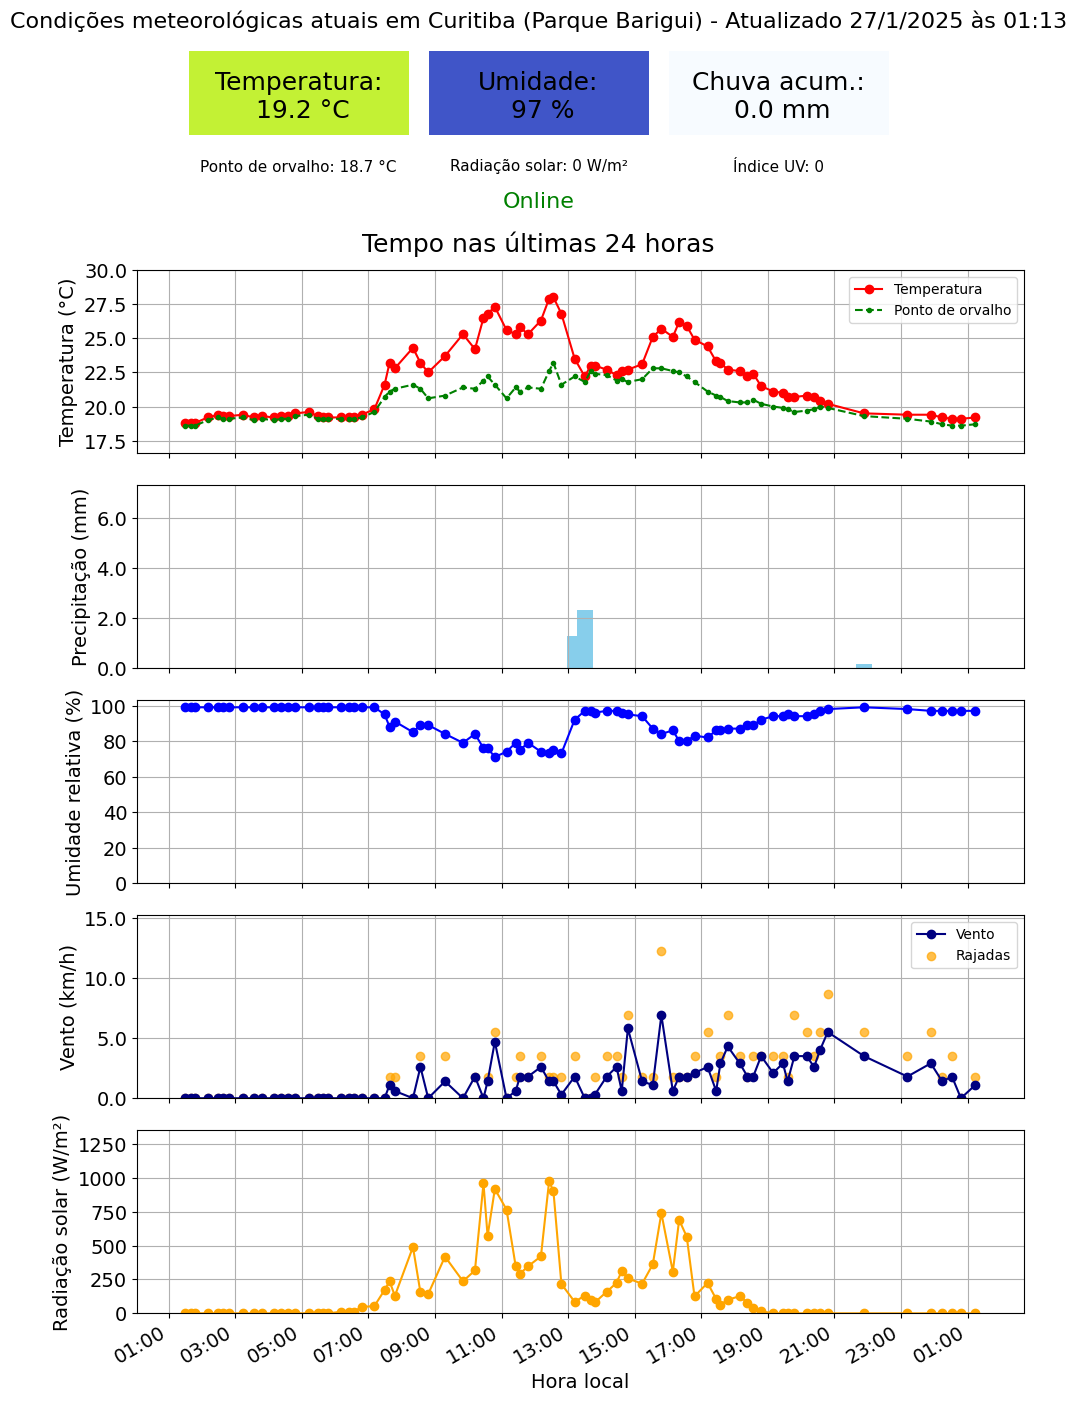 Condições meteorológicas atuais em Curitiba (Parque Barigui) - Atualizado 27/1/2025 às 01:13
Temperatura:
19.2 °C
Umidade:
97 %
Chuva acum.:
0.0 mm
Ponto de orvalho: 18.7 °C
Radiação solar: 0 W/m²
Índice UV: 0
Online
Tempo nas últimas 24 horas
Temperatura (°C)
30.0
27.5
25.0
22.5
20.0
17.5
Temperatura
Ponto de orvalho
Precipitação (mm)
6.0
4.0
2.0
0.0
Umidade relativa (%)
100
80
60
40
20
0
Vento (km/h)
15.0
10.0
5.0
0.0
Vento
Rajadas
Radiação solar (W/m²)
1250
1000
750
500
250
0
01:00
03:00
05:00
07:00
09:00
11:00
13:00
15:00
17:00
19:00
21:00
23:00
01:00
Hora local